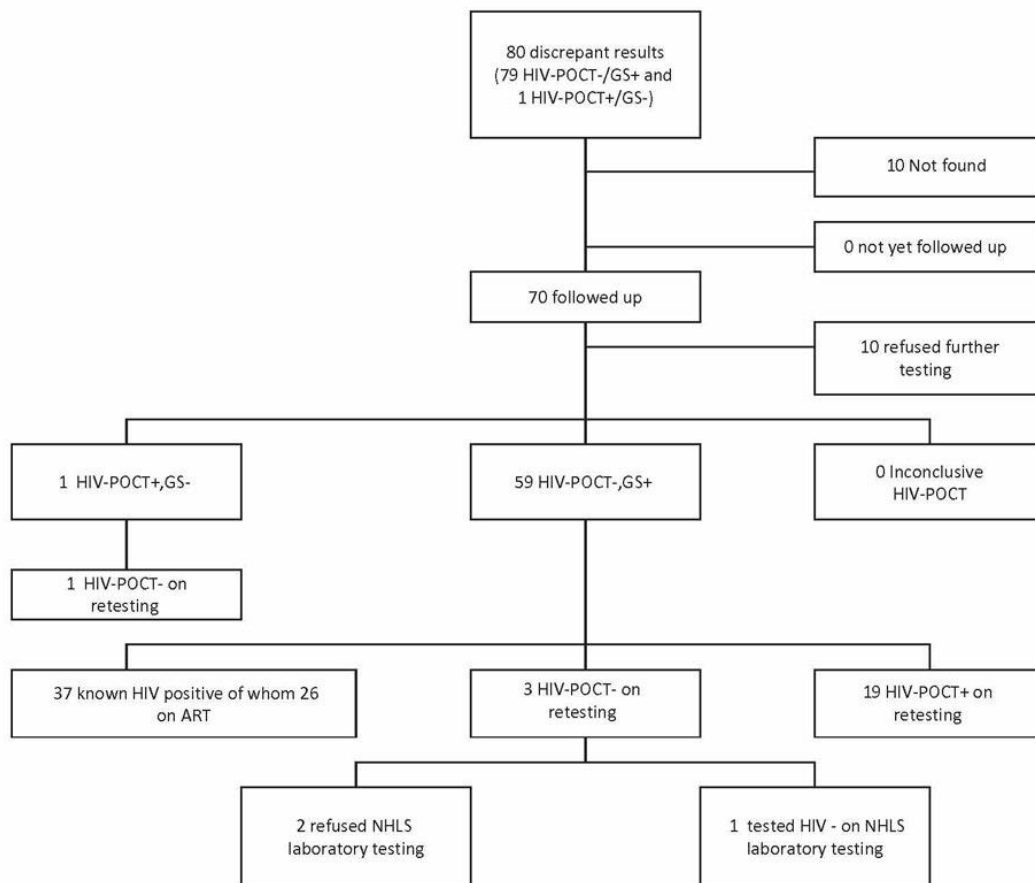 80 discrepant results
(79 HIV-POCT-/GS+ and
1 HIV-POCT+/GS-)
10 Not found
0 not yet followed up
70 followed up
10 refused further
testing
1 HIV-POCT+,GS-
59 HIV-POCT-,GS+
0 Inconclusive
HIV-POCT
1 HIV-POCT- on
retesting
37 known HIV positive of whom 26
on ART
3 HIV-POCT- on
retesting
19 HIV-POCT+ on
retesting
2 refused NHLS
laboratory testing
1 tested HIV - on NHLS
laboratory testing